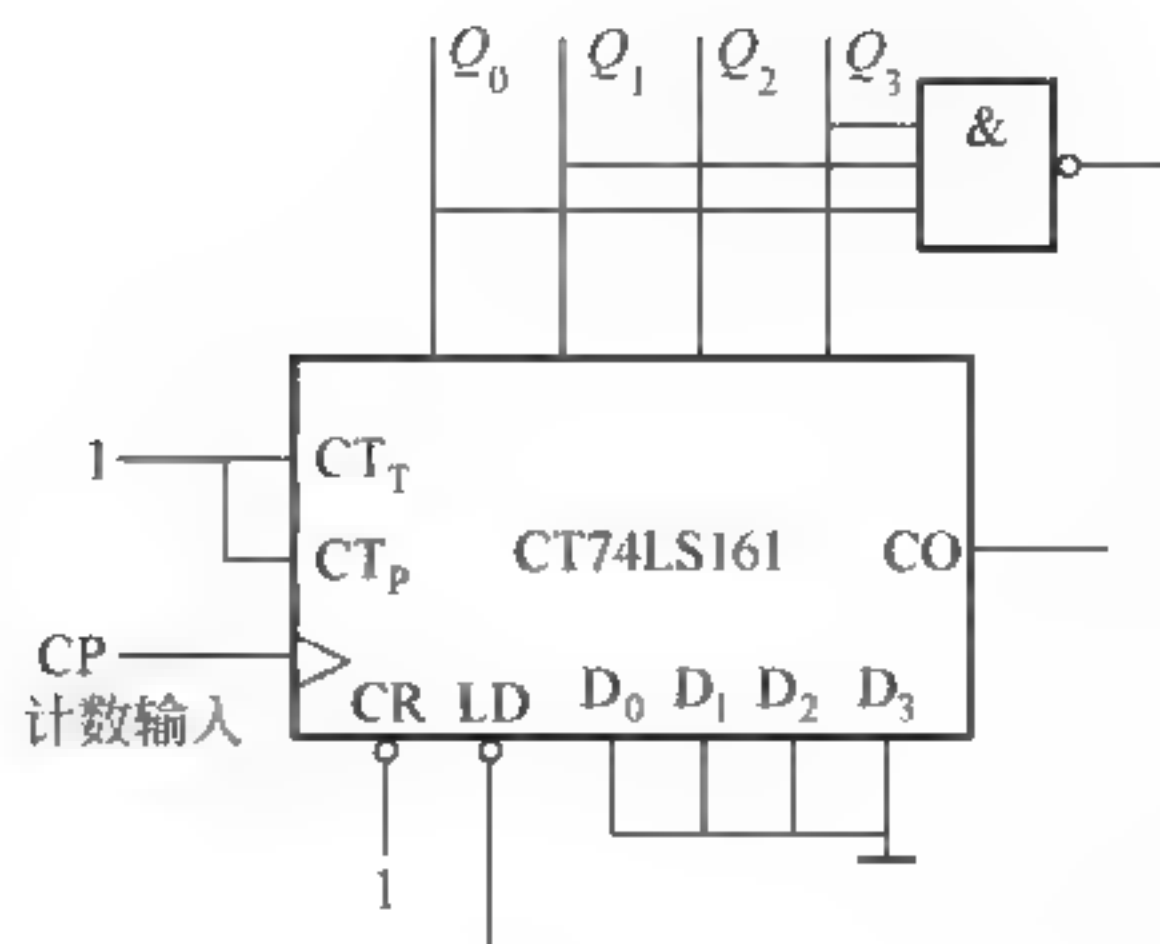 Q0 Q1 Q2 Q3
&
1
CTT
CTP
CT74LS161
CO
CP
计数输入
CR LD D0 D1 D2 D3
1